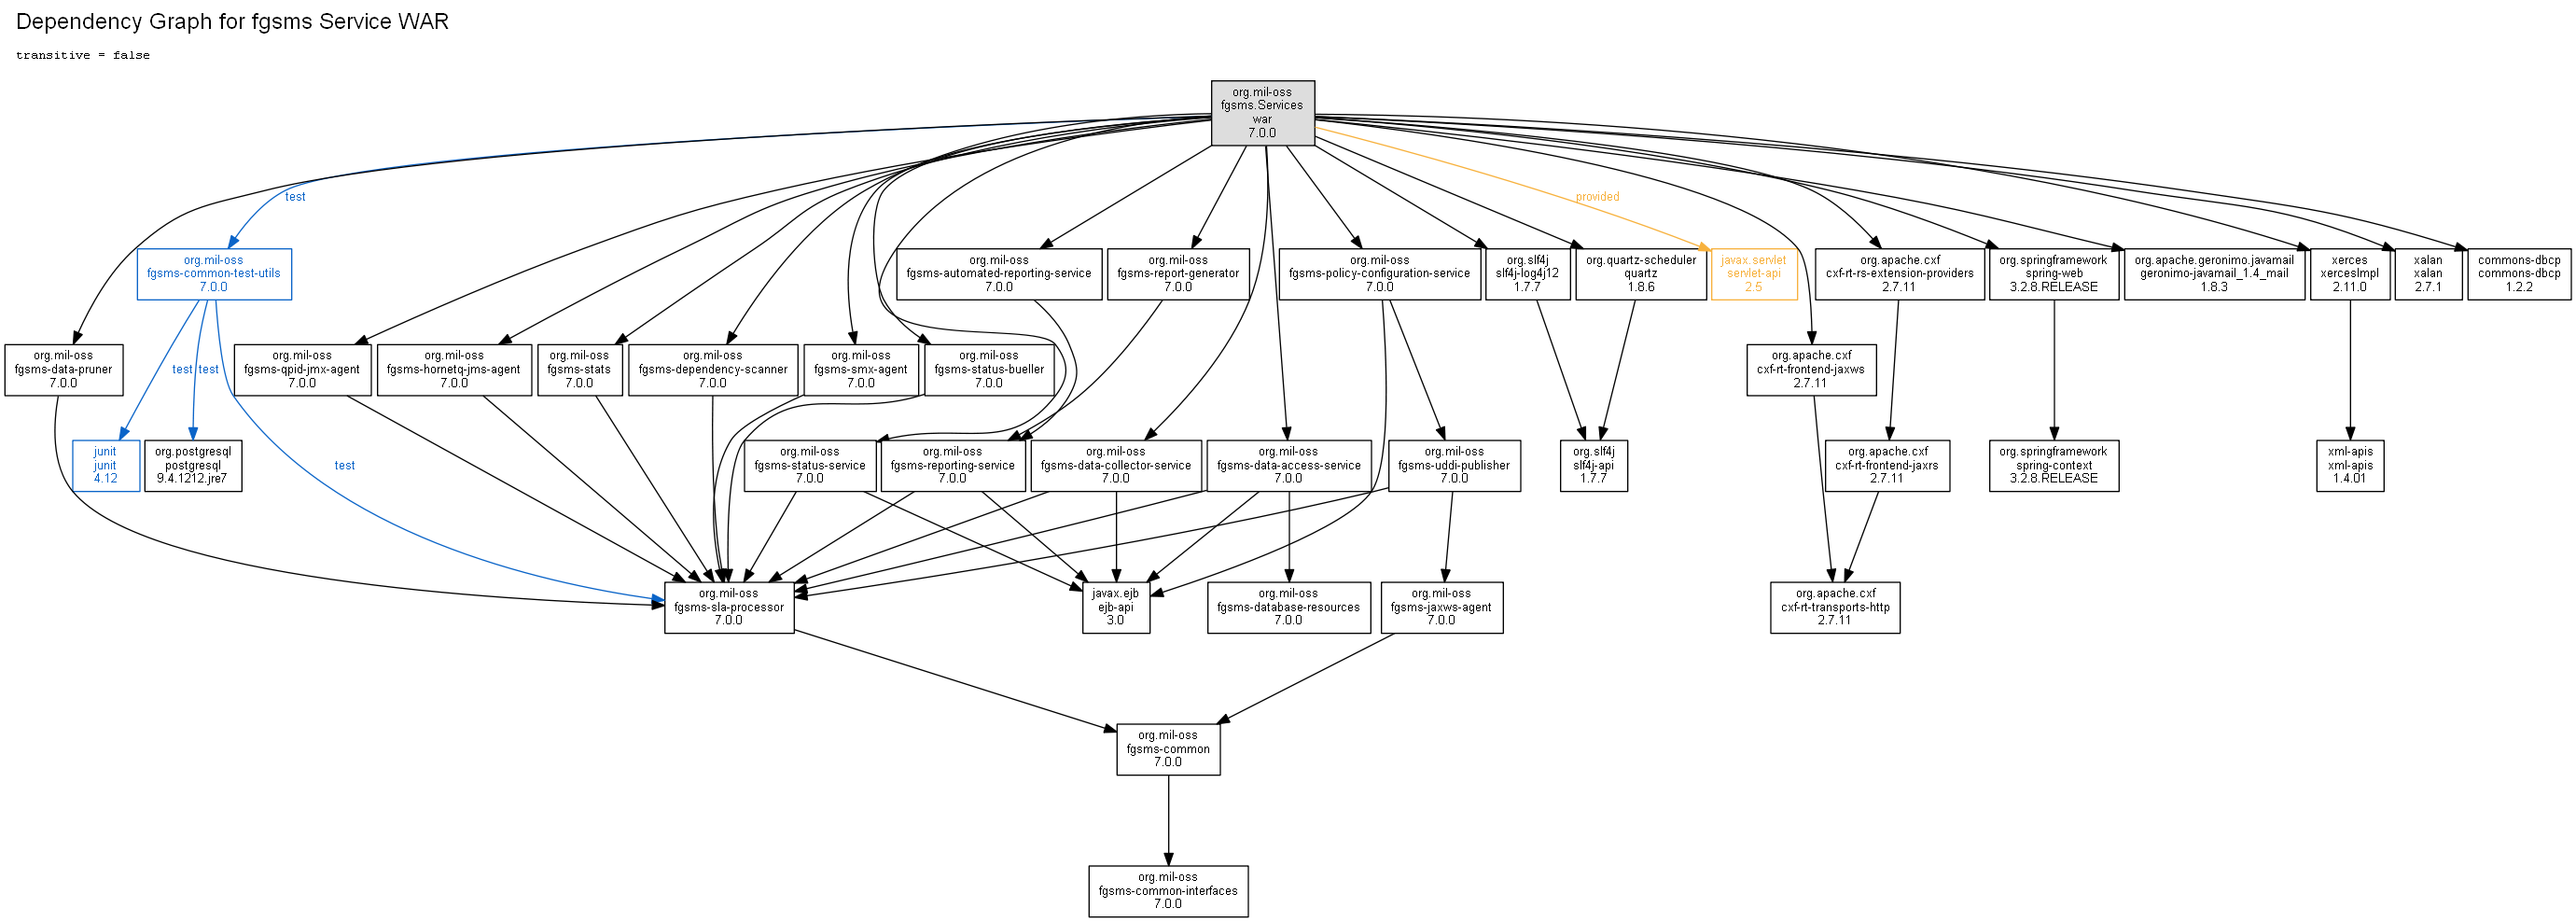 Dependency Graph for fgsms Service WAR
transitive = false
org.mil-oss
fgsms.Services
war
7.0.0
test
provided
org.mil-oss
fgsms-common-test-utils
7.0.0
org.mil-oss
fgsms-automated-reporting-service
7.0.0
org.mil-oss
fgsms-report-generator
7.0.0
org.mil-oss
fgsms-policy-configuration-service
7.0.0
org.slf4j
slf4j-log4j12
1.7.7
org.quartz-scheduler
quartz
1.8.6
javax.servlet
servlet-api
2.5
org.apache.cxf
cxf-rt-rs-extension-providers
2.7.11
org.springframework
spring-web
3.2.8.RELEASE
org.apache.geronimo.javamail
geronimo-javamail_1.4_mail
1.8.3
xerces
xercesImpl
2.11.0
xalan
xalan
2.7.1
commons-dbcp
commons-dbcp
1.2.2
org.mil-oss
fgsms-data-pruner
7.0.0
test
test
org.mil-oss
fgsms-qpid-jmx-agent
7.0.0
org.mil-oss
fgsms-hornetq-jms-agent
7.0.0
org.mil-oss
fgsms-stats
7.0.0
org.mil-oss
fgsms-dependency-scanner
7.0.0
org.mil-oss
fgsms-smx-agent
7.0.0
org.mil-oss
fgsms-status-bueller
7.0.0
org.apache.cxf
cxf-rt-frontend-jaxws
2.7.11
junit
junit
4.12
org.postgresql
postgresql
9.4.1212.jre7
test
org.mil-oss
fgsms-status-service
7.0.0
org.mil-oss
fgsms-reporting-service
7.0.0
org.mil-oss
fgsms-data-collector-service
7.0.0
org.mil-oss
fgsms-data-access-service
7.0.0
org.mil-oss
fgsms-uddi-publisher
7.0.0
org.slf4j
slf4j-api
1.7.7
org.apache.cxf
cxf-rt-frontend-jaxrs
2.7.11
org.springframework
spring-context
3.2.8.RELEASE
xml-apis
xml-apis
1.4.01
org.mil-oss
fgsms-sla-processor
7.0.0
javax.ejb
ejb-api
3.0
org.mil-oss
fgsms-database-resources
7.0.0
org.mil-oss
fgsms-jaxws-agent
7.0.0
org.apache.cxf
cxf-rt-transports-http
2.7.11
org.mil-oss
fgsms-common
7.0.0
org.mil-oss
fgsms-common-interfaces
7.0.0